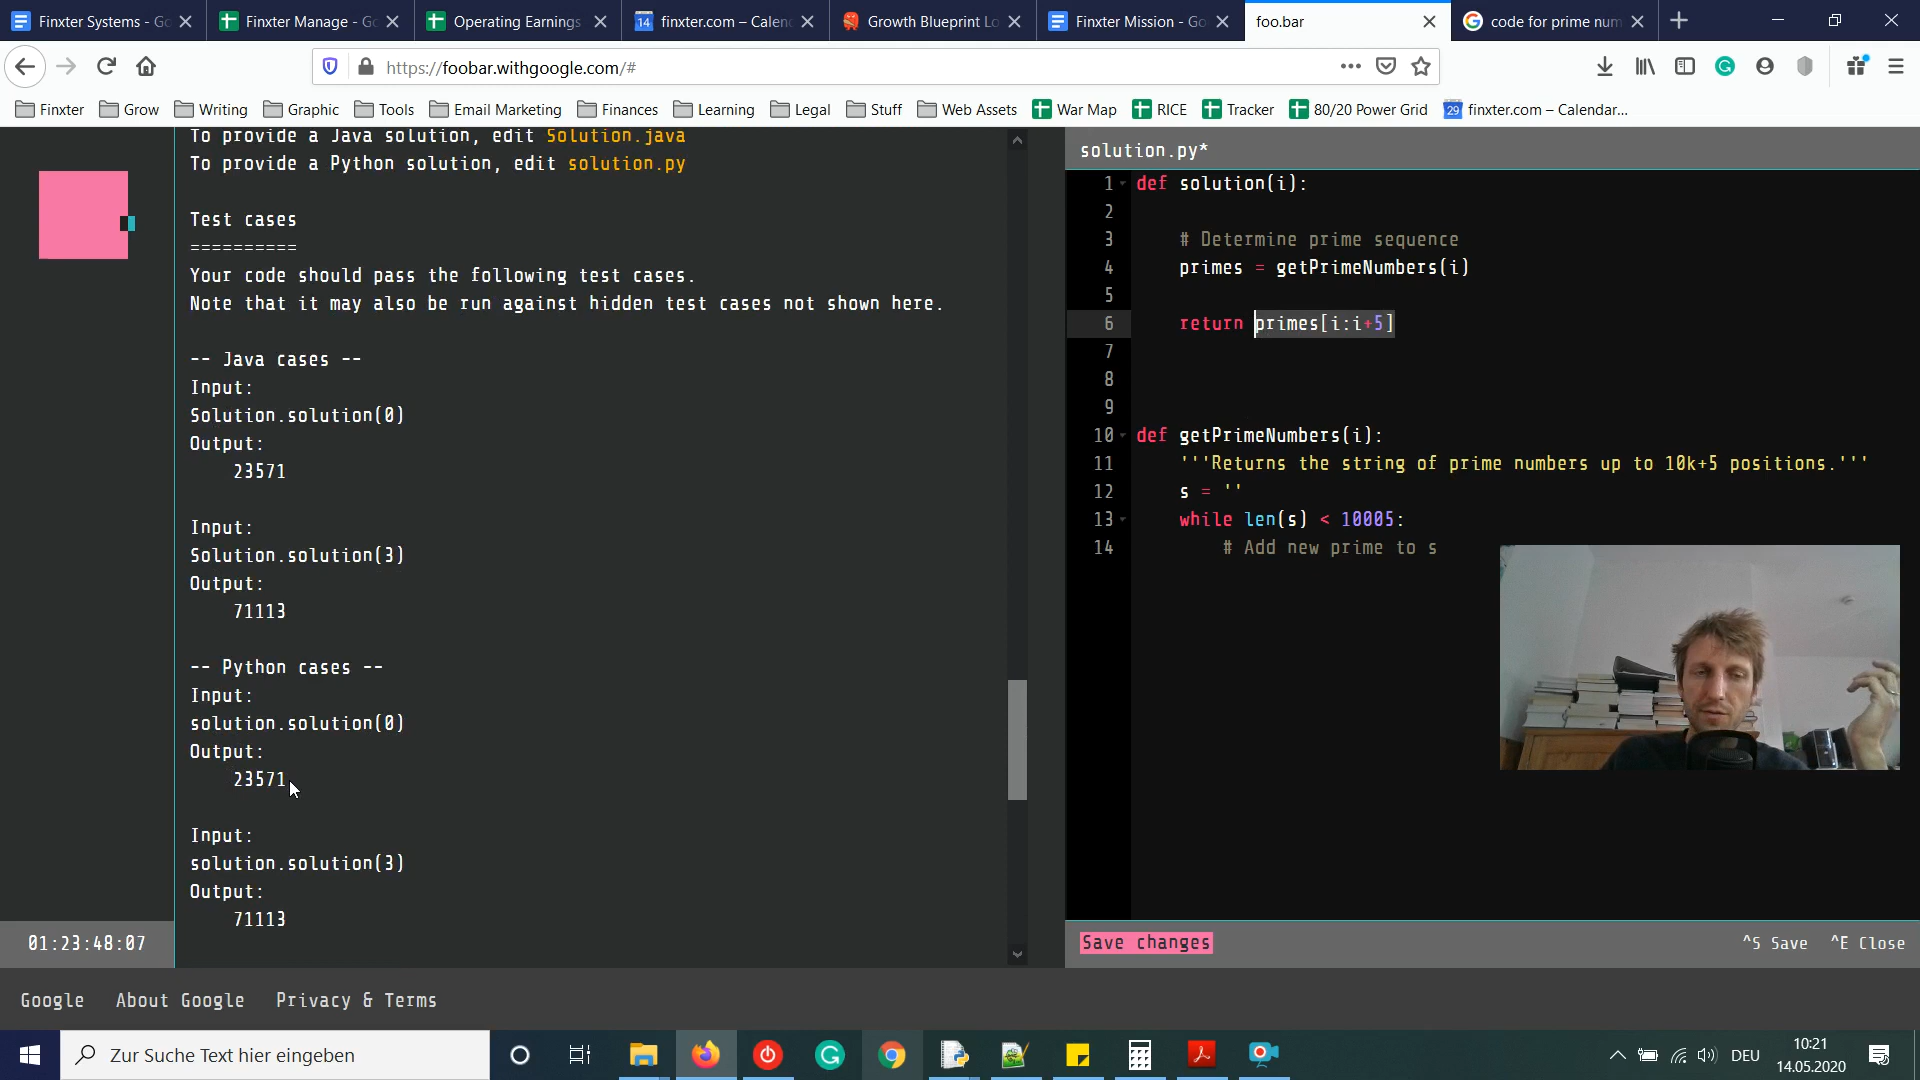 Finxter Systems - Go
Finxter Manage - Go
Operating Earnings
14 finxter.com – Calenc
Growth Blueprint Lo
Finxter Mission - Go
foo.bar
code for prime num
https://foobar.withgoogle.com/#
Finxter
Grow
Writing
Graphic
Tools
Email Marketing
Finances
Learning
Legal
Stuff
Web Assets
War Map
RICE
Tracker
80/20 Power Grid
29 finxter.com – Calendar...
To provide a Java solution, edit Solution.java
To provide a Python solution, edit solution.py
Test cases
==========
Your code should pass the following test cases.
Note that it may also be run against hidden test cases not shown here.
-- Java cases --
Input:
Solution.solution(0)
Output:
23571
Input:
Solution.solution(3)
Output:
71113
-- Python cases --
Input:
solution.solution(0)
Output:
23571
Input:
solution.solution(3)
Output:
71113
01:23:48:07
solution.py*
1 def solution(i):
2
3 # Determine prime sequence
4 primes = getPrimeNumbers(i)
5
6 return primes[i:i+5]
7
8
9
10 def getPrimeNumbers(i):
11 '''Returns the string of prime numbers up to 10k+5 positions.'''
12 s = ''
13 while len(s) < 10005:
14 # Add new prime to s
Save changes
^S Save ^E Close
Google About Google Privacy & Terms
Zur Suche Text hier eingeben
DEU
10:21
14.05.2020